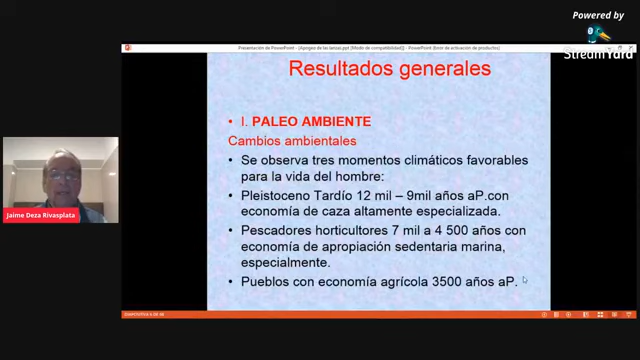 Powered by
StreamYard
Presentación de PowerPoint - [Apogeo de las lanzas.ppt [Modo de compatibilidad]] - PowerPoint (Error de activación de productos)
Resultados generales
• I. PALEO AMBIENTE
Cambios ambientales
• Se observa tres momentos climáticos favorables
para la vida del hombre:
• Pleistoceno Tardío 12 mil – 9mil años aP.con
economía de caza altamente especializada.
• Pescadores horticultores 7 mil a 4 500 años con
economía de apropiación sedentaria marina,
especialmente.
• Pueblos con economía agrícola 3500 años aP.
Jaime Deza Rivasplata